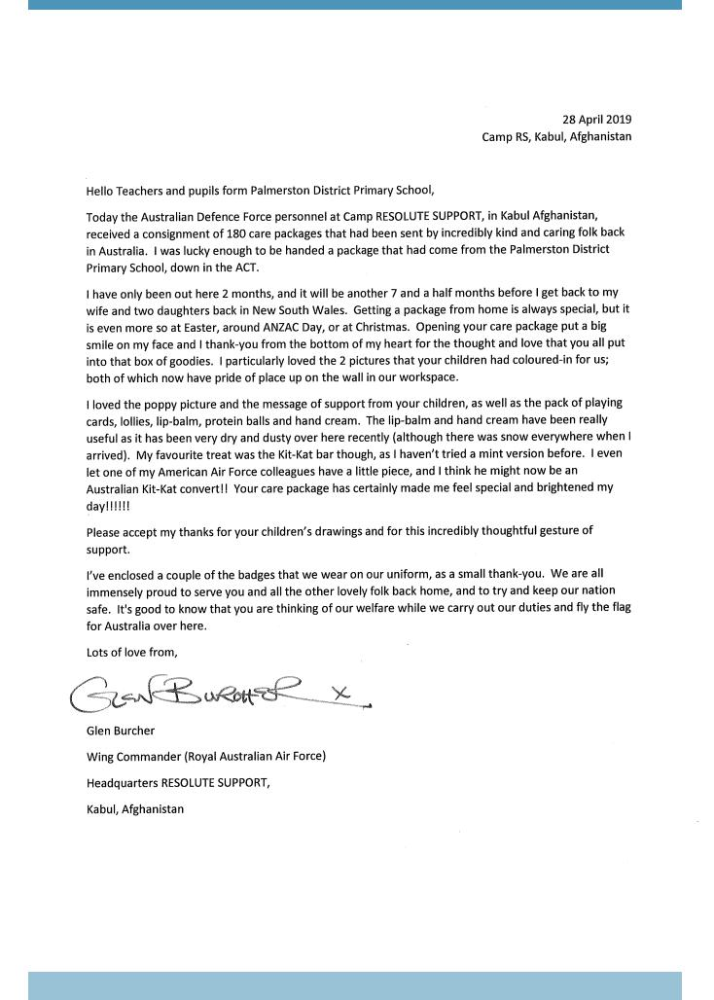 28 April 2019
Camp RS, Kabul, Afghanistan
Hello Teachers and pupils form Palmerston District Primary School,
Today the Australian Defence Force personnel at Camp RESOLUTE SUPPORT, in Kabul Afghanistan,
received a consignment of 180 care packages that had been sent by incredibly kind and caring folk back
in Australia.  I was lucky enough to be handed a package that had come from the Palmerston District
Primary School, down in the ACT.
I have only been out here 2 months, and it will be another 7 and a half months before I get back to my
wife and two daughters back in New South Wales.  Getting a package from home is always special, but it
is even more so at Easter, around ANZAC Day, or at Christmas.  Opening your care package put a big
smile on my face and I thank-you from the bottom of my heart for the thought and love that you all put
into that box of goodies.  I particularly loved the 2 pictures that your children had coloured-in for us;
both of which now have pride of place up on the wall in our workspace.
I loved the poppy picture and the message of support from your children, as well as the pack of playing
cards, lollies, lip-balm, protein balls and hand cream.  The lip-balm and hand cream have been really
useful as it has been very dry and dusty over here recently (although there was snow everywhere when I
arrived).  My favourite treat was the Kit-Kat bar though, as I haven't tried a mint version before.  I even
let one of my American Air Force colleagues have a little piece, and I think he might now be an
Australian Kit-Kat convert!!  Your care package has certainly made me feel special and brightened my
day!!!!!!
Please accept my thanks for your children's drawings and for this incredibly thoughtful gesture of
support.
I've enclosed a couple of the badges that we wear on our uniform, as a small thank-you.  We are all
immensely proud to serve you and all the other lovely folk back home, and to try and keep our nation
safe.  It's good to know that you are thinking of our welfare while we carry out our duties and fly the flag
for Australia over here.
Lots of love from,
GLEN BURCHER x
Glen Burcher
Wing Commander (Royal Australian Air Force)
Headquarters RESOLUTE SUPPORT,
Kabul, Afghanistan